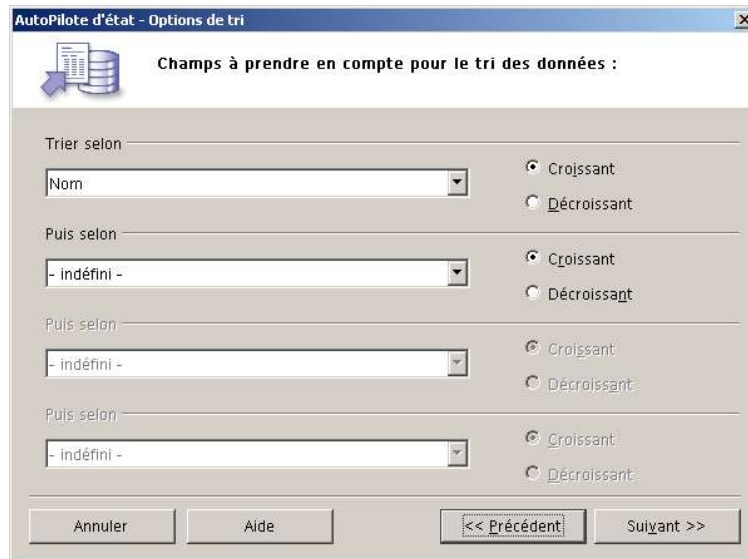 AutoPilote d'état - Options de tri
Champs à prendre en compte pour le tri des données :
Trier selon
Nom
Croissant
Décroissant
Puis selon
- indéfini -
Croissant
Décroissant
Puis selon
- indéfini -
Croissant
Décroissant
Puis selon
- indéfini -
Croissant
Décroissant
Annuler
Aide
<< Précédent
Suivant >>